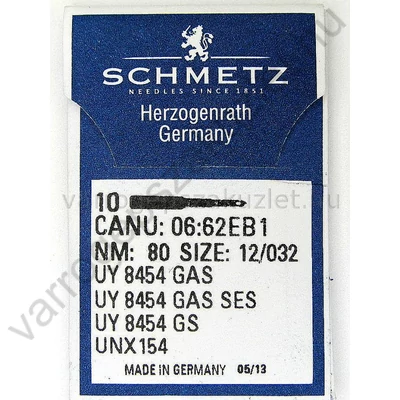 SCHMETZ
NEEDLES SINCE 1851
Herzogenrath
Germany
10
CANU: 06:62EB1
NM: 80 SIZE: 12/032
UY 8454 GAS
UY 8454 GAS SES
UY 8454 GS
UNX154
MADE IN GERMANY 05/13